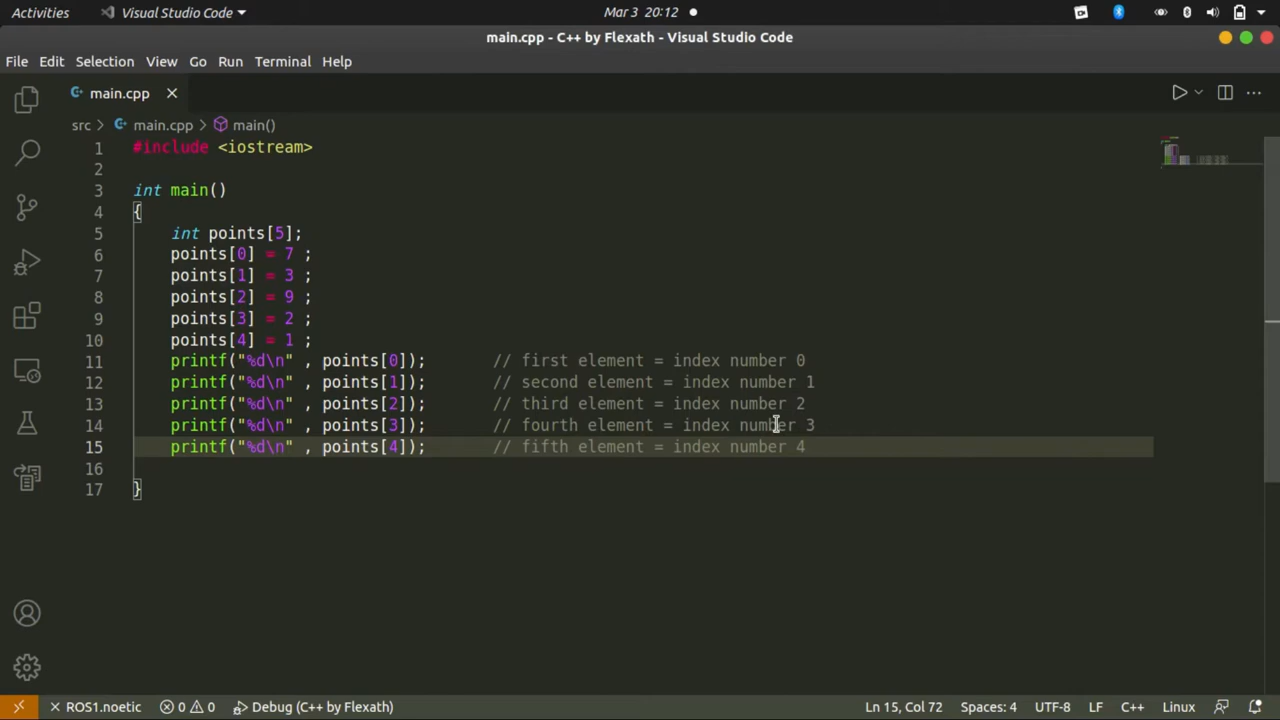 Activities Visual Studio Code Mar 3 20:12
main.cpp - C++ by Flexath - Visual Studio Code
File Edit Selection View Go Run Terminal Help
main.cpp
src > main.cpp > main()
1 #include <iostream>
2
3 int main()
4 {
5 int points[5];
6 points[0] = 7 ;
7 points[1] = 3 ;
8 points[2] = 9 ;
9 points[3] = 2 ;
10 points[4] = 1 ;
11 printf("%d\n" , points[0]); // first element = index number 0
12 printf("%d\n" , points[1]); // second element = index number 1
13 printf("%d\n" , points[2]); // third element = index number 2
14 printf("%d\n" , points[3]); // fourth element = index number 3
15 printf("%d\n" , points[4]); // fifth element = index number 4
16
17 }
ROS1.noetic 0 0 Debug (C++ by Flexath) Ln 15, Col 72 Spaces: 4 UTF-8 LF C++ Linux